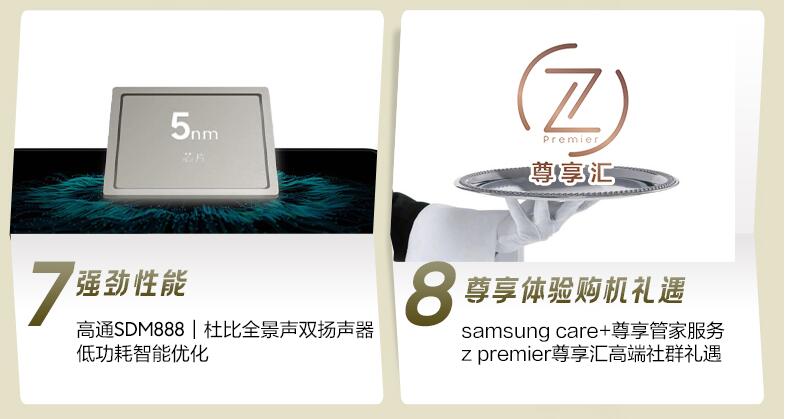 5nm
芯片
Z
Premier
尊享汇
7 强劲性能
高通SDM888|杜比全景声双扬声器
低功耗智能优化
8 尊享体验购机礼遇
samsung care+尊享管家服务
z premier尊享汇高端社群礼遇